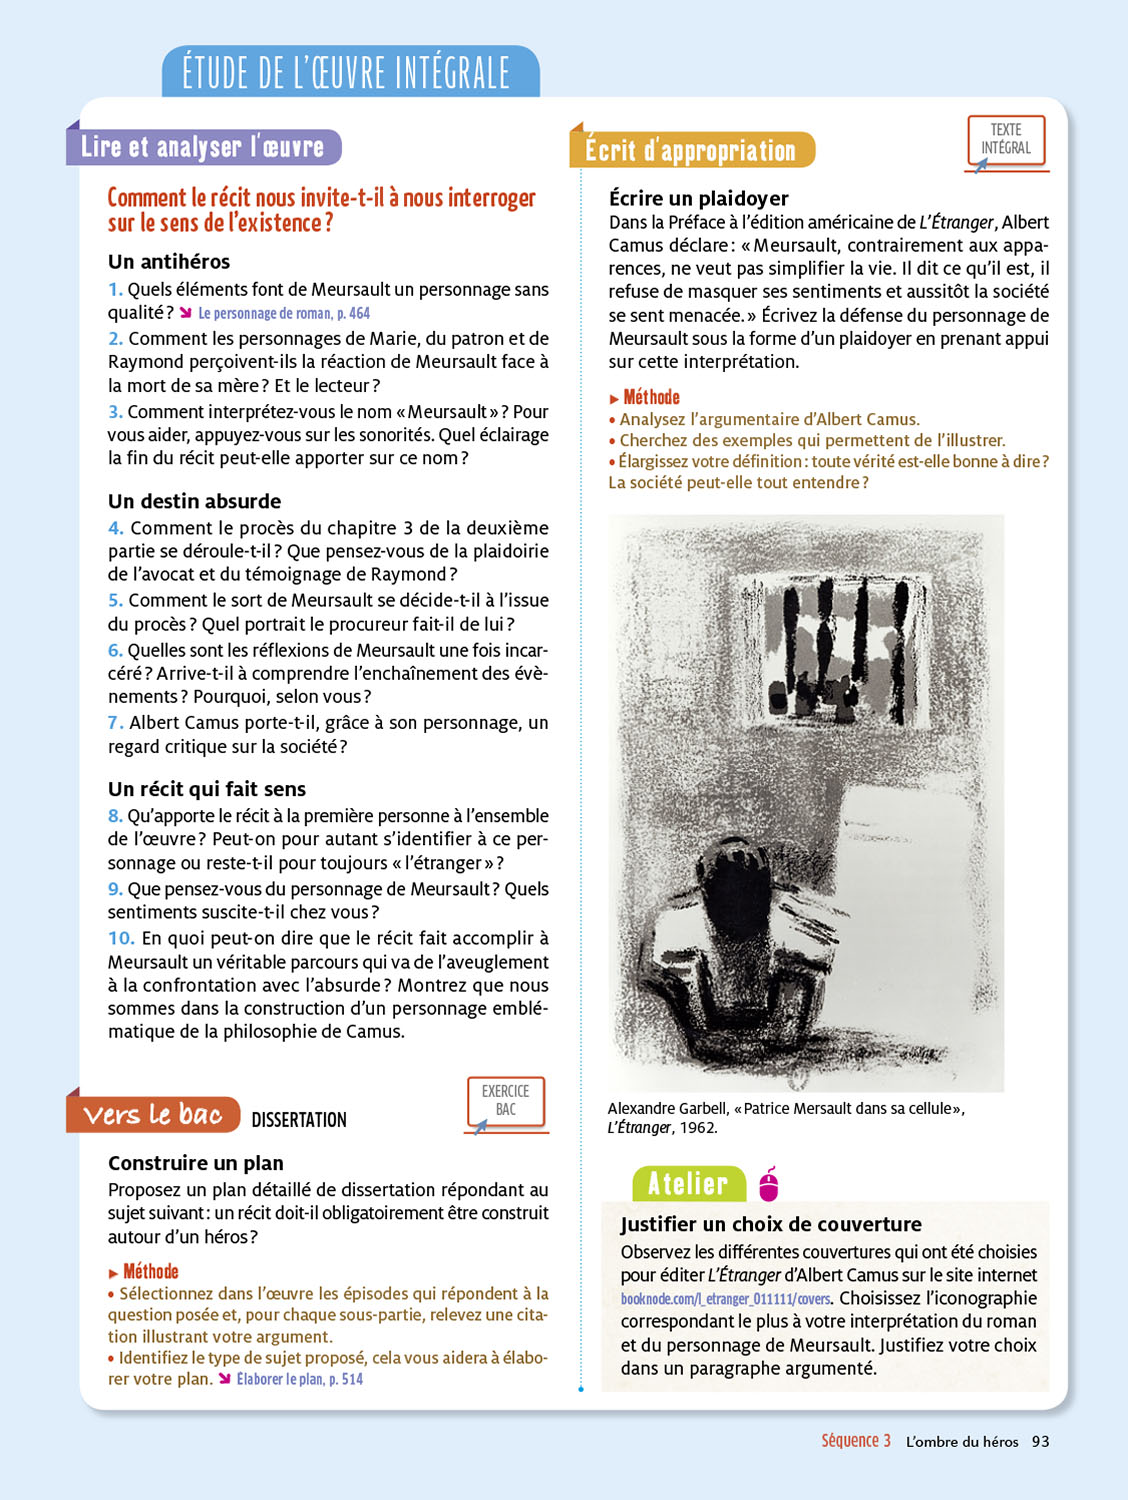 ÉTUDE DE L'ŒUVRE INTÉGRALE
Lire et analyser l'œuvre
Comment le récit nous invite-t-il à nous interroger
sur le sens de l'existence ?
Un antihéros
1. Quels éléments font de Meursault un personnage sans
qualité ? ➘ Le personnage de roman, p. 464
2. Comment les personnages de Marie, du patron et de
Raymond perçoivent-ils la réaction de Meursault face à
la mort de sa mère ? Et le lecteur ?
3. Comment interprétez-vous le nom « Meursault » ? Pour
vous aider, appuyez-vous sur les sonorités. Quel éclairage
la fin du récit peut-elle apporter sur ce nom ?
Un destin absurde
4. Comment le procès du chapitre 3 de la deuxième
partie se déroule-t-il ? Que pensez-vous de la plaidoirie
de l'avocat et du témoignage de Raymond ?
5. Comment le sort de Meursault se décide-t-il à l'issue
du procès ? Quel portrait le procureur fait-il de lui ?
6. Quelles sont les réflexions de Meursault une fois incar-
céré ? Arrive-t-il à comprendre l'enchaînement des évè-
nements ? Pourquoi, selon vous ?
7. Albert Camus porte-t-il, grâce à son personnage, un
regard critique sur la société ?
Un récit qui fait sens
8. Qu'apporte le récit à la première personne à l'ensemble
de l'œuvre ? Peut-on pour autant s'identifier à ce per-
sonnage ou reste-t-il pour toujours « l'étranger » ?
9. Que pensez-vous du personnage de Meursault ? Quels
sentiments suscite-t-il chez vous ?
10. En quoi peut-on dire que le récit fait accomplir à
Meursault un véritable parcours qui va de l'aveuglement
à la confrontation avec l'absurde ? Montrez que nous
sommes dans la construction d'un personnage emblé-
matique de la philosophie de Camus.
Vers le bac DISSERTATION
EXERCICE
BAC
Construire un plan
Proposez un plan détaillé de dissertation répondant au
sujet suivant : un récit doit-il obligatoirement être construit
autour d'un héros ?
► Méthode
• Sélectionnez dans l'œuvre les épisodes qui répondent à la
question posée et, pour chaque sous-partie, relevez une cita-
tion illustrant votre argument.
• Identifiez le type de sujet proposé, cela vous aidera à élabo-
rer votre plan. ➘ Élaborer le plan, p. 514
Écrit d'appropriation
TEXTE
INTÉGRAL
Écrire un plaidoyer
Dans la Préface à l'édition américaine de L'Étranger, Albert
Camus déclare : « Meursault, contrairement aux appa-
rences, ne veut pas simplifier la vie. Il dit ce qu'il est, il
refuse de masquer ses sentiments et aussitôt la société
se sent menacée. » Écrivez la défense du personnage de
Meursault sous la forme d'un plaidoyer en prenant appui
sur cette interprétation.
► Méthode
• Analysez l'argumentaire d'Albert Camus.
• Cherchez des exemples qui permettent de l'illustrer.
• Élargissez votre définition : toute vérité est-elle bonne à dire ?
La société peut-elle tout entendre ?
Alexandre Garbell, « Patrice Mersault dans sa cellule »,
L'Étranger, 1962.
Atelier
Justifier un choix de couverture
Observez les différentes couvertures qui ont été choisies
pour éditer L'Étranger d'Albert Camus sur le site internet
booknode.com/l_etranger_011111/covers. Choisissez l'iconographie
correspondant le plus à votre interprétation du roman
et du personnage de Meursault. Justifiez votre choix
dans un paragraphe argumenté.
Séquence 3 L'ombre du héros 93